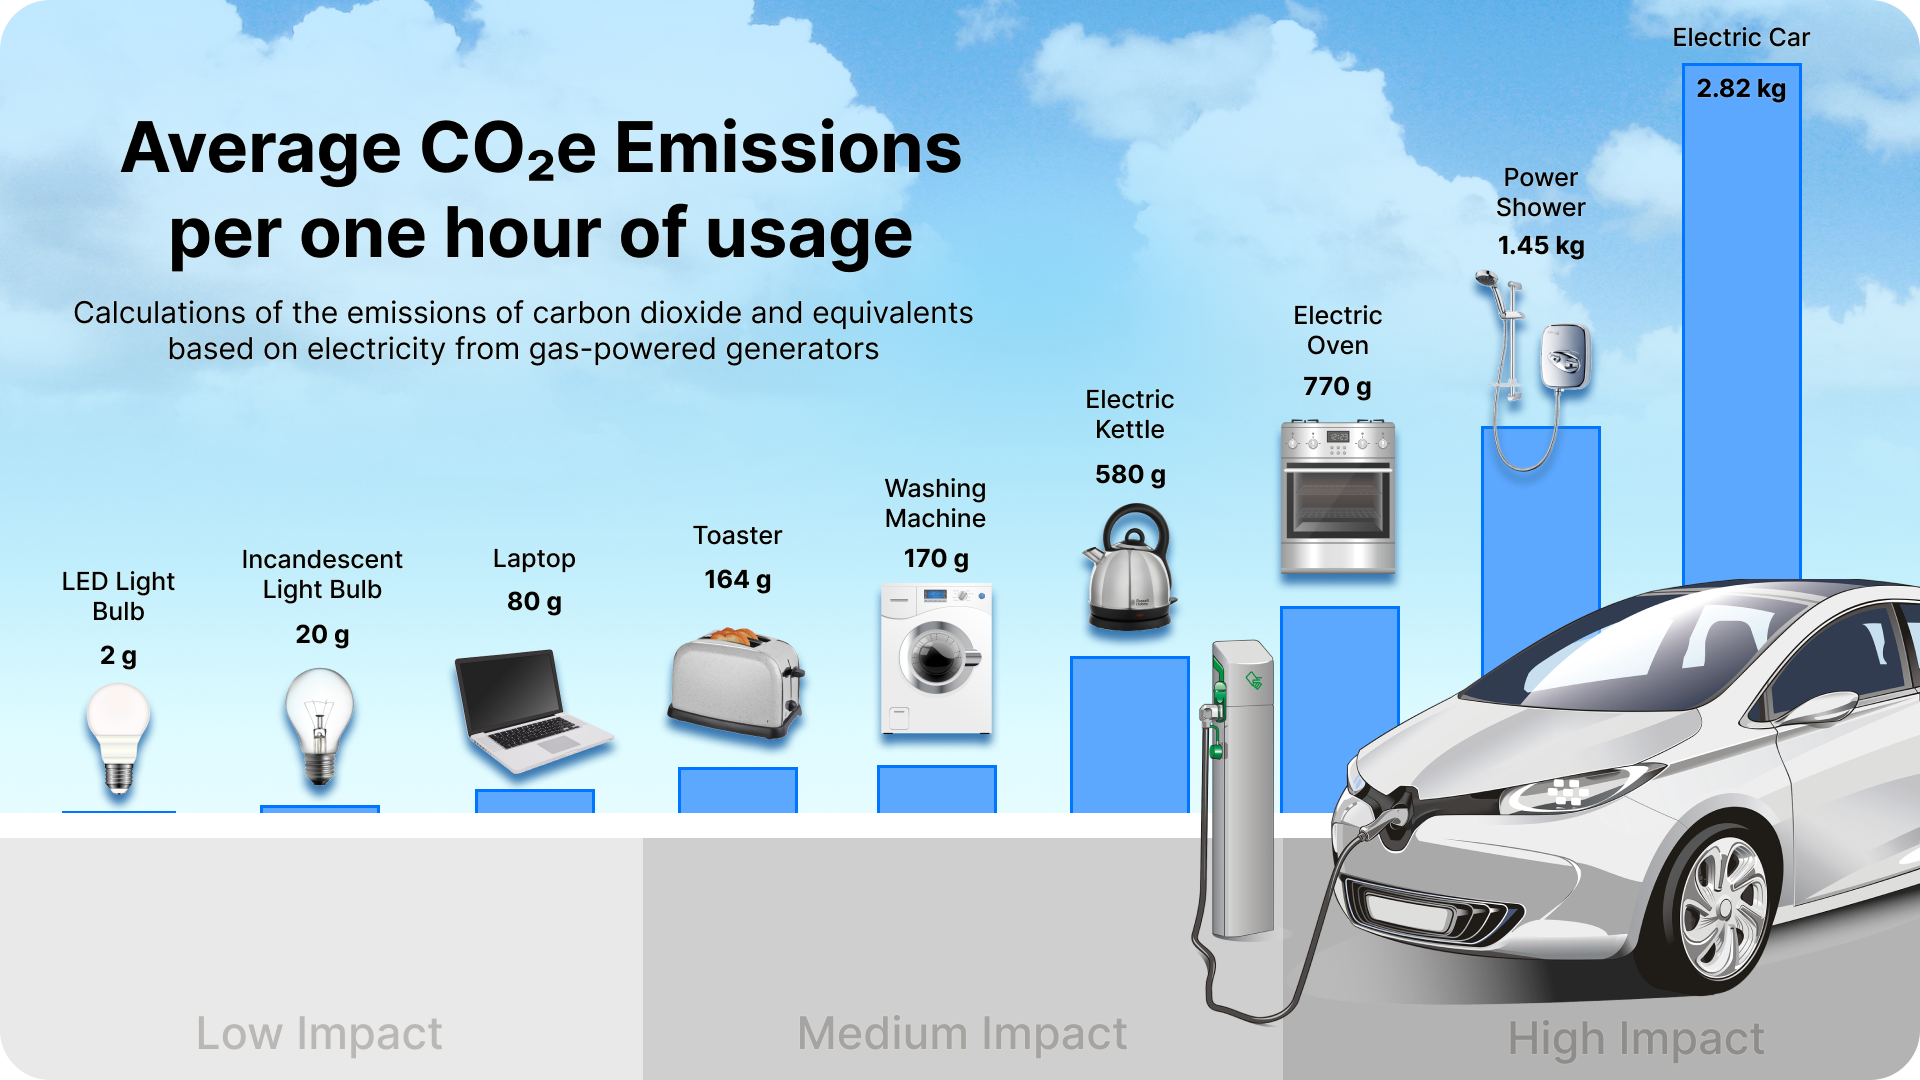 Average CO₂e Emissions
per one hour of usage
Calculations of the emissions of carbon dioxide and equivalents
based on electricity from gas-powered generators
LED Light
Bulb
2 g
Incandescent
Light Bulb
20 g
Laptop
80 g
Toaster
164 g
Washing
Machine
170 g
Electric
Kettle
580 g
Electric
Oven
770 g
Power
Shower
1.45 kg
Electric Car
2.82 kg
Low Impact
Medium Impact
High Impact